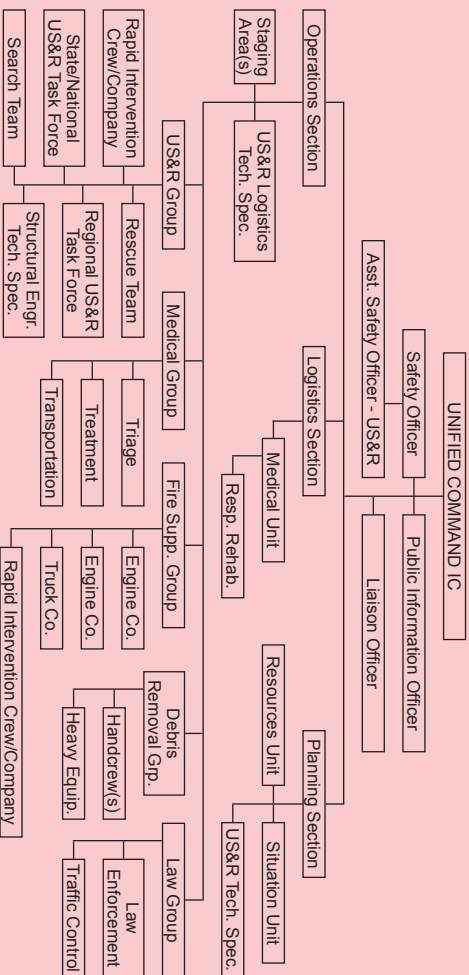 UNIFIED COMMAND IC
Safety Officer
Public Information Officer
Asst. Safety Officer - US&R
Liaison Officer
Operations Section
Logistics Section
Planning Section
Staging
Area(s)
US&R Logistics
Tech. Spec.
Medical Unit
Resp. Rehab.
Resources Unit
Situation Unit
US&R Tech. Spec.
US&R Group
Medical Group
Fire Supp. Group
Debris
Removal Grp.
Law Group
Rapid Intervention
Crew/Company
Rescue Team
State/National
US&R Task Force
Regional US&R
Task Force
Search Team
Structural Engr.
Tech. Spec.
Triage
Treatment
Transportation
Engine Co.
Engine Co.
Truck Co.
Rapid Intervention Crew/Company
Handcrew(s)
Heavy Equip.
Law
Enforcement
Traffic Control